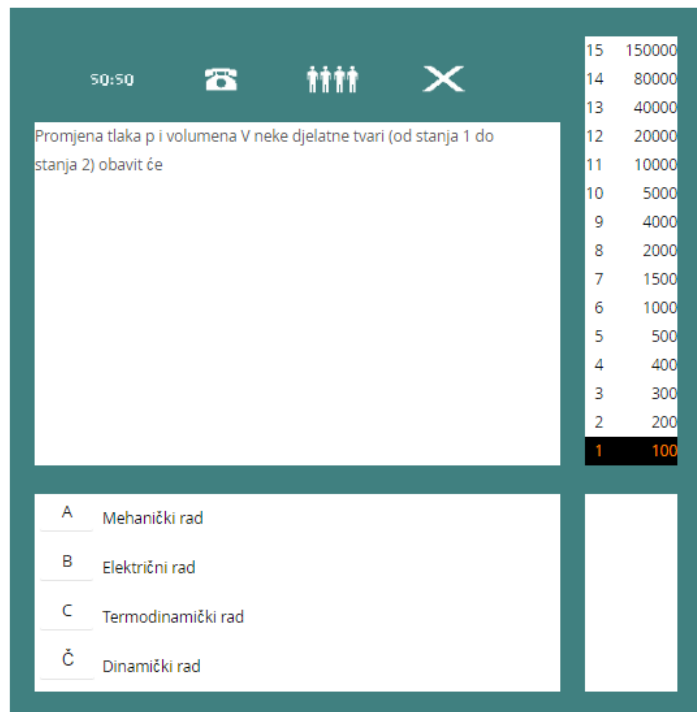 50:50
Promjena tlaka p i volumena V neke djelatne tvari (od stanja 1 do
stanja 2) obavit će
15 150000
14 80000
13 40000
12 20000
11 10000
10 5000
9 4000
8 2000
7 1500
6 1000
5 500
4 400
3 300
2 200
1 100
A Mehanički rad
B Električni rad
C Termodinamički rad
Č Dinamički rad